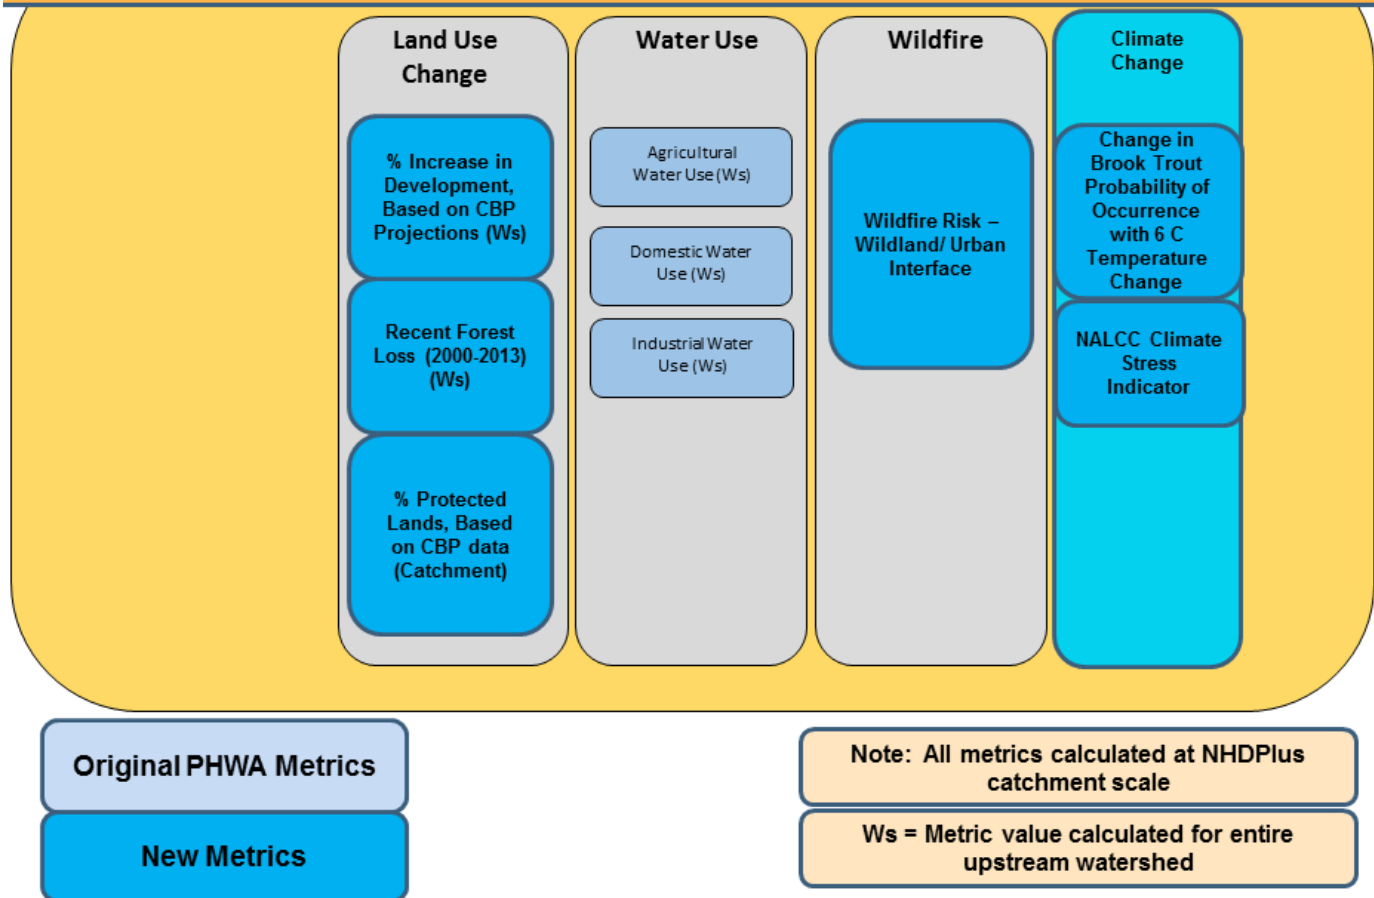 Land Use
Change
% Increase in
Development,
Based on CBP
Projections (Ws)
Recent Forest
Loss (2000-2013)
(Ws)
% Protected
Lands, Based
on CBP data
(Catchment)
Water Use
Agricultural
Water Use (Ws)
Domestic Water
Use (Ws)
Industrial Water
Use (Ws)
Wildfire
Wildfire Risk –
Wildland/ Urban
Interface
Climate
Change
Change in
Brook Trout
Probability of
Occurrence
with 6 C
Temperature
Change
NALCC Climate
Stress
Indicator
Original PHWA Metrics
New Metrics
Note: All metrics calculated at NHDPlus
catchment scale
Ws = Metric value calculated for entire
upstream watershed